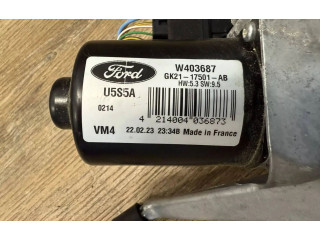 Ford
W403687
GK21-17501-AB
HW:5.3 SW:9.5
U5S5A
0214
4 214004 036873
VM4
22.02.23 23:34B Made in France